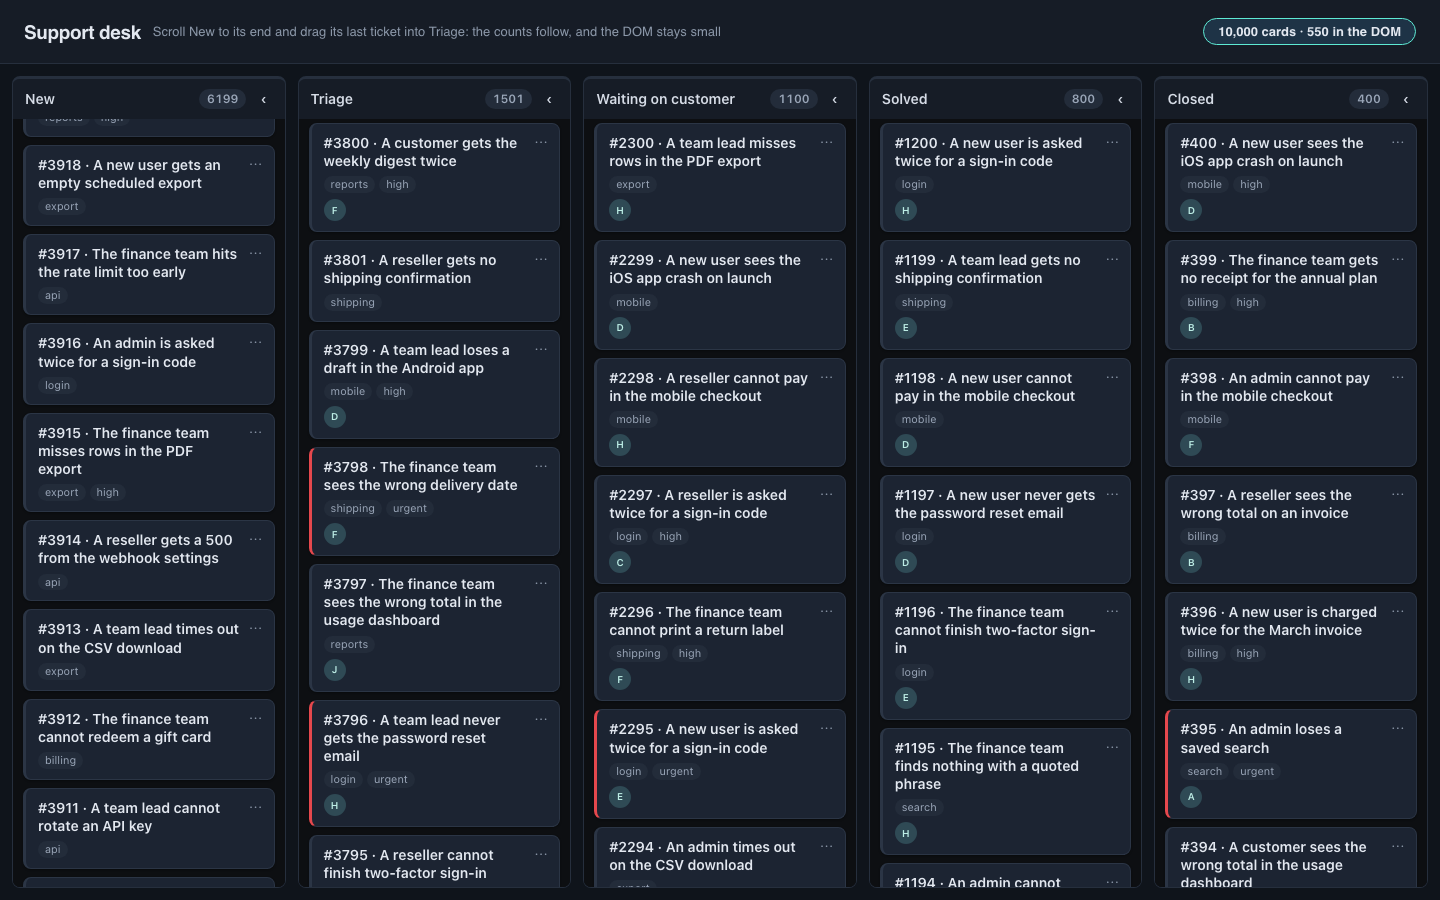 Support desk
Scroll New to its end and drag its last ticket into Triage: the counts follow, and the DOM stays small
10,000 cards · 550 in the DOM
New
6199
‹
reports high
#3918 · A new user gets an
empty scheduled export
···
export
#3917 · The finance team hits
the rate limit too early
···
api
#3916 · An admin is asked
twice for a sign-in code
···
login
#3915 · The finance team
misses rows in the PDF
export
···
export high
#3914 · A reseller gets a 500
from the webhook settings
···
api
#3913 · A team lead times out
on the CSV download
···
export
#3912 · The finance team
cannot redeem a gift card
···
billing
#3911 · A team lead cannot
rotate an API key
···
api
Triage
1501
‹
#3800 · A customer gets the
weekly digest twice
···
reports high
F
#3801 · A reseller gets no
shipping confirmation
···
shipping
#3799 · A team lead loses a
draft in the Android app
···
mobile high
D
#3798 · The finance team
sees the wrong delivery date
···
shipping urgent
F
#3797 · The finance team
sees the wrong total in the
usage dashboard
···
reports
J
#3796 · A team lead never
gets the password reset
email
···
login urgent
H
#3795 · A reseller cannot
finish two-factor sign-in
···
Waiting on customer
1100
‹
#2300 · A team lead misses
rows in the PDF export
···
export
H
#2299 · A new user sees the
iOS app crash on launch
···
mobile
D
#2298 · A reseller cannot pay
in the mobile checkout
···
mobile
H
#2297 · A reseller is asked
twice for a sign-in code
···
login high
C
#2296 · The finance team
cannot print a return label
···
shipping high
F
#2295 · A new user is asked
twice for a sign-in code
···
login urgent
E
#2294 · An admin times out
on the CSV download
···
export
Solved
800
‹
#1200 · A new user is asked
twice for a sign-in code
···
login
H
#1199 · A team lead gets no
shipping confirmation
···
shipping
E
#1198 · A new user cannot
pay in the mobile checkout
···
mobile
D
#1197 · A new user never gets
the password reset email
···
login
D
#1196 · The finance team
cannot finish two-factor sign-
in
···
login
E
#1195 · The finance team
finds nothing with a quoted
phrase
···
search
H
#1194 · An admin cannot
···
Closed
400
‹
#400 · A new user sees the
iOS app crash on launch
···
mobile high
D
#399 · The finance team gets
no receipt for the annual plan
···
billing high
B
#398 · An admin cannot pay
in the mobile checkout
···
mobile
F
#397 · A reseller sees the
wrong total on an invoice
···
billing
B
#396 · A new user is charged
twice for the March invoice
···
billing high
H
#395 · An admin loses a
saved search
···
search urgent
A
#394 · A customer sees the
wrong total in the usage
dashboard
···